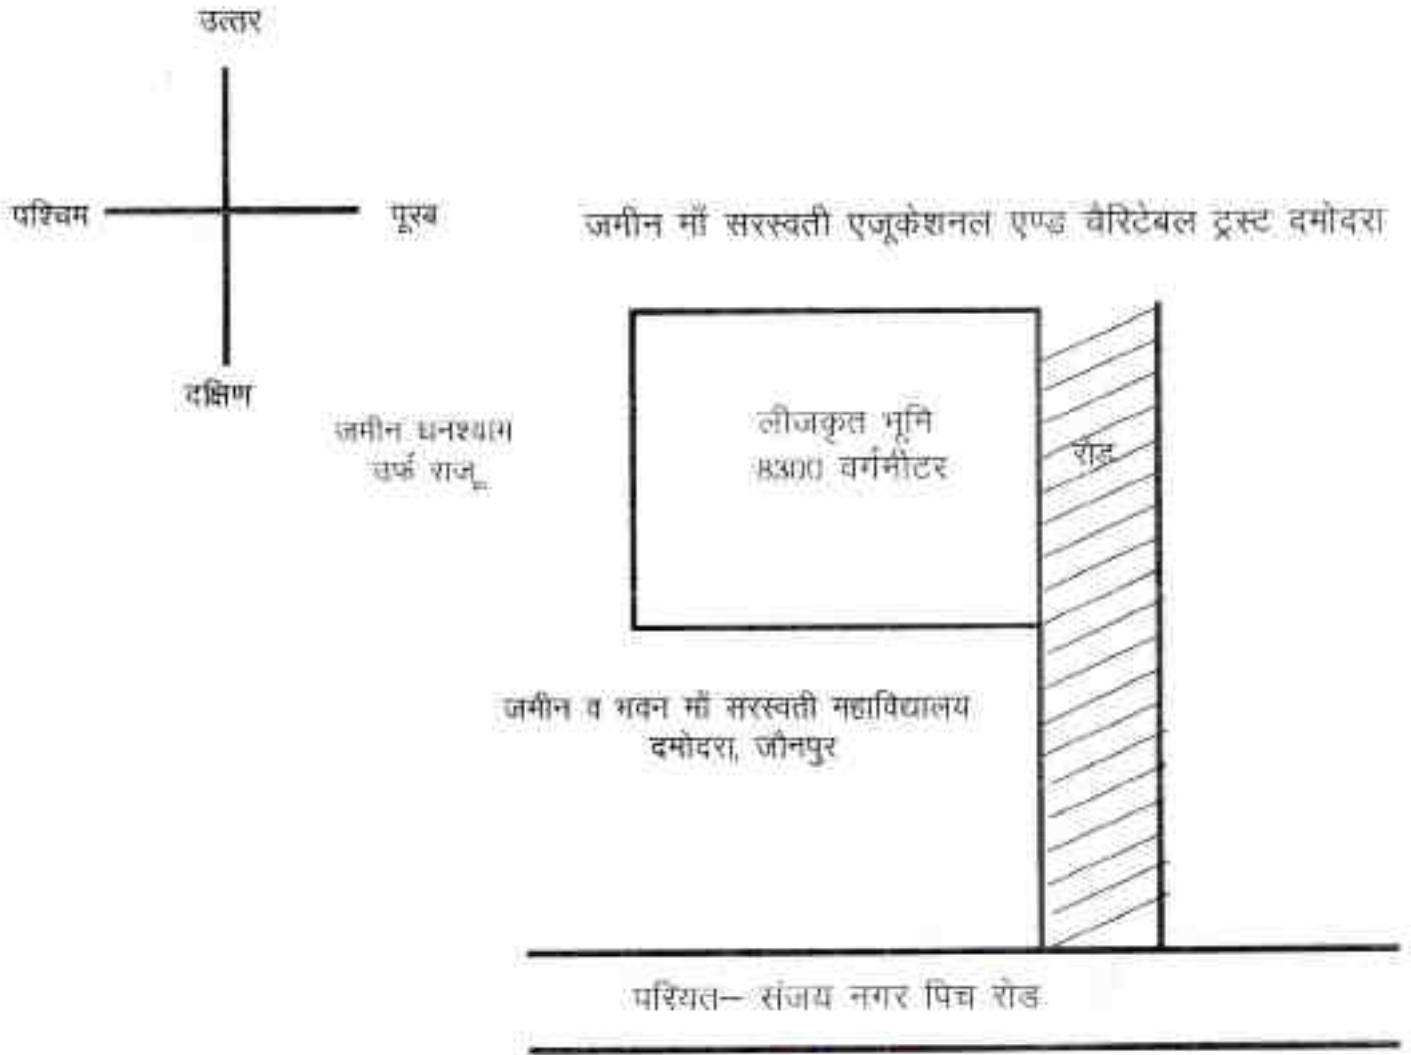 उत्तर
पश्चिम
पूरब
जमीन माँ सरस्वती एजूकेशनल एण्ड चैरिटेबल ट्रस्ट दमोदरा
दक्षिण
जमीन घनश्याम
उर्फ राजू
लीजकृत भूमि
8300 वर्गमीटर
रोड
जमीन व भवन माँ सरस्वती महाविद्यालय
दमोदरा, जौनपुर
परियत– संजय नगर पिच रोड